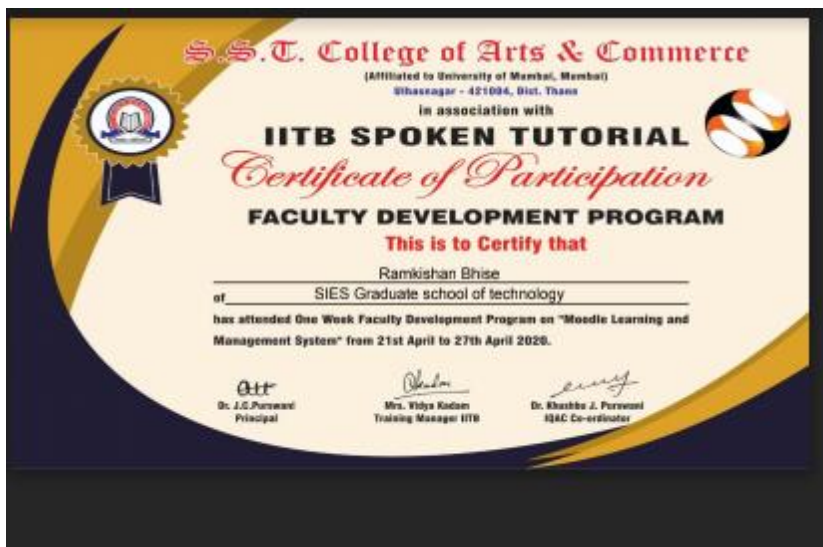 S.S.T. College of Arts & Commerce
(Affiliated to University of Mumbai, Mumbai)
Ulhasnagar - 421004, Dist. Thane
in association with
IITB SPOKEN TUTORIAL
Certificate of Participation
FACULTY DEVELOPMENT PROGRAM
This is to Certify that
Ramkishan Bhise
of SIES Graduate school of technology
has attended One Week Faculty Development Program on "Moodle Learning and
Management System" from 21st April to 27th April 2020.
Dr. J.C.Purswani Mrs. Vidya Kadam Dr. Khushbu J. Purswani
Principal Training Manager IITB IQAC Co-ordinator